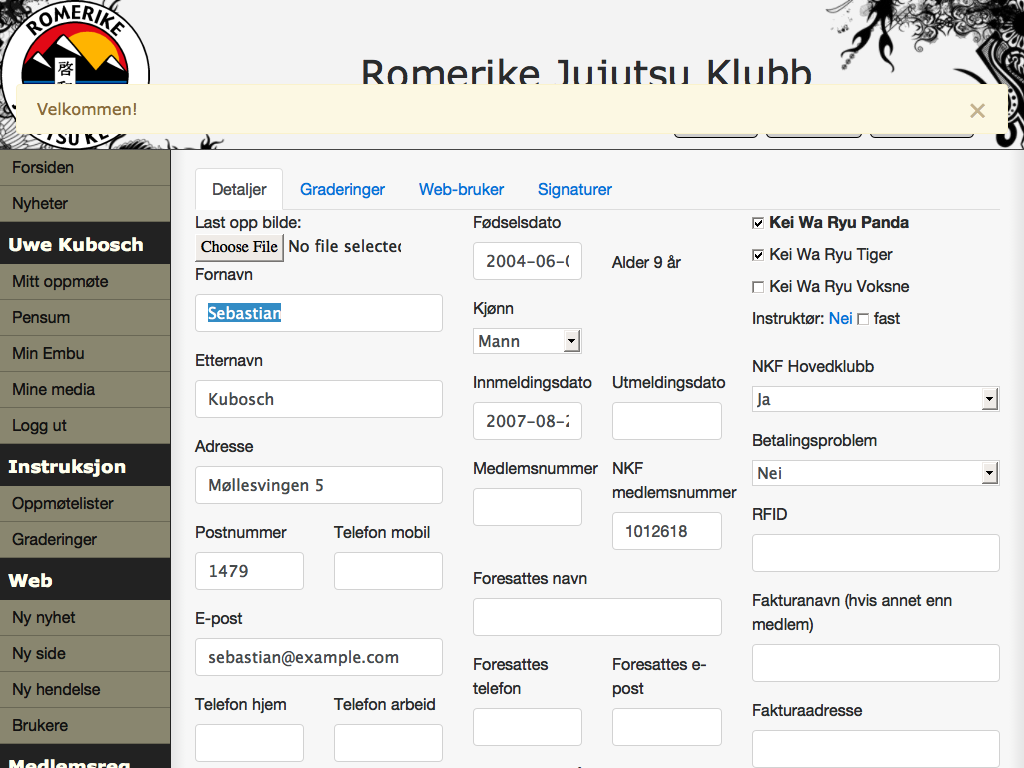 ROMERIKE
啓
Romerike Jujutsu Klubb
Velkommen!
×
Forsiden
Nyheter
Uwe Kubosch
Mitt oppmøte
Pensum
Min Embu
Mine media
Logg ut
Instruksjon
Oppmøtelister
Graderinger
Web
Ny nyhet
Ny side
Ny hendelse
Brukere
Medlemsreg
Detaljer Graderinger Web-bruker Signaturer
Last opp bilde:
Choose File No file selected
Fornavn
Sebastian
Etternavn
Kubosch
Adresse
Møllesvingen 5
Postnummer Telefon mobil
1479
E-post
sebastian@example.com
Telefon hjem Telefon arbeid
Fødselsdato
2004-06-0 Alder 9 år
Kjønn
Mann
Innmeldingsdato Utmeldingsdato
2007-08-2
Medlemsnummer NKF
medlemsnummer
1012618
Foresattes navn
Foresattes
telefon
Foresattes e-
post
Kei Wa Ryu Panda
Kei Wa Ryu Tiger
Kei Wa Ryu Voksne
Instruktør: Nei fast
NKF Hovedklubb
Ja
Betalingsproblem
Nei
RFID
Fakturanavn (hvis annet enn
medlem)
Fakturaadresse